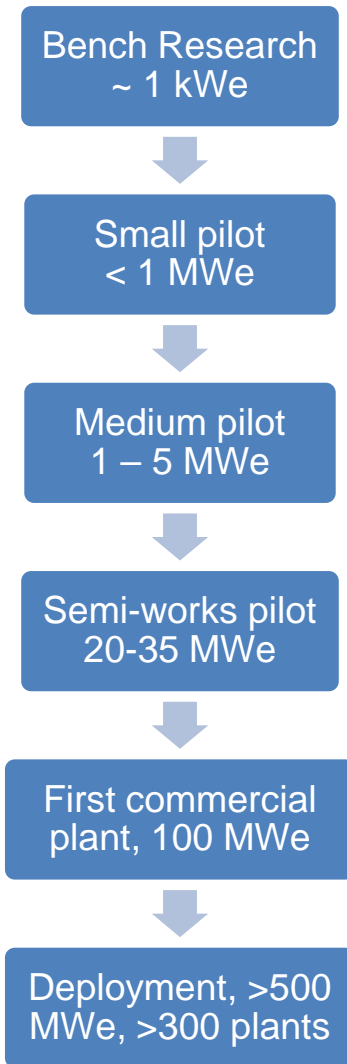 Bench Research
~ 1 kWe
Small pilot
< 1 MWe
Medium pilot
1 – 5 MWe
Semi-works pilot
20-35 MWe
First commercial
plant, 100 MWe
Deployment, >500
MWe, >300 plants